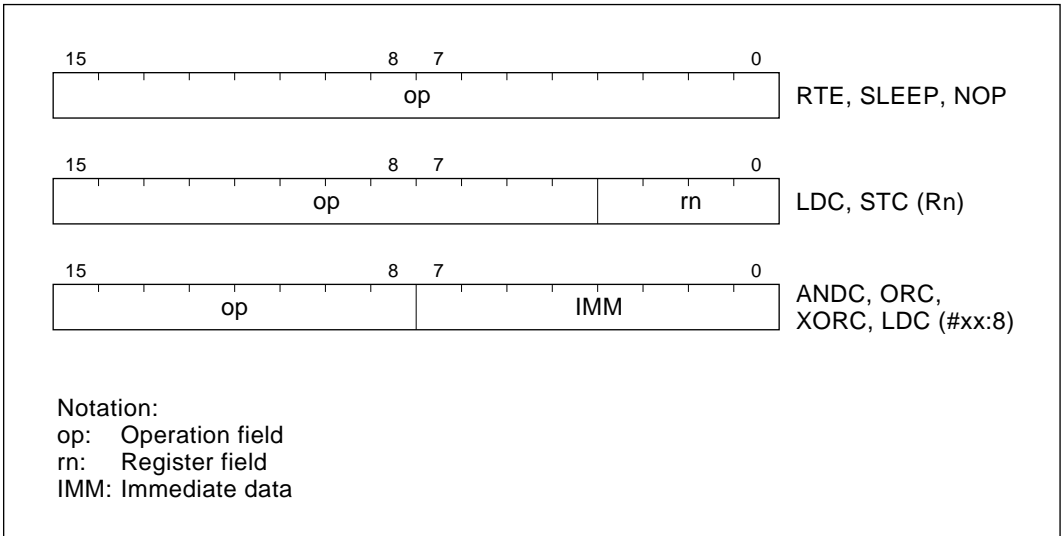 15 8 7 0
op
RTE, SLEEP, NOP
15 8 7 0
op rn
LDC, STC (Rn)
15 8 7 0
op IMM
ANDC, ORC,
XORC, LDC (#xx:8)
Notation:
op: Operation field
rn: Register field
IMM: Immediate data